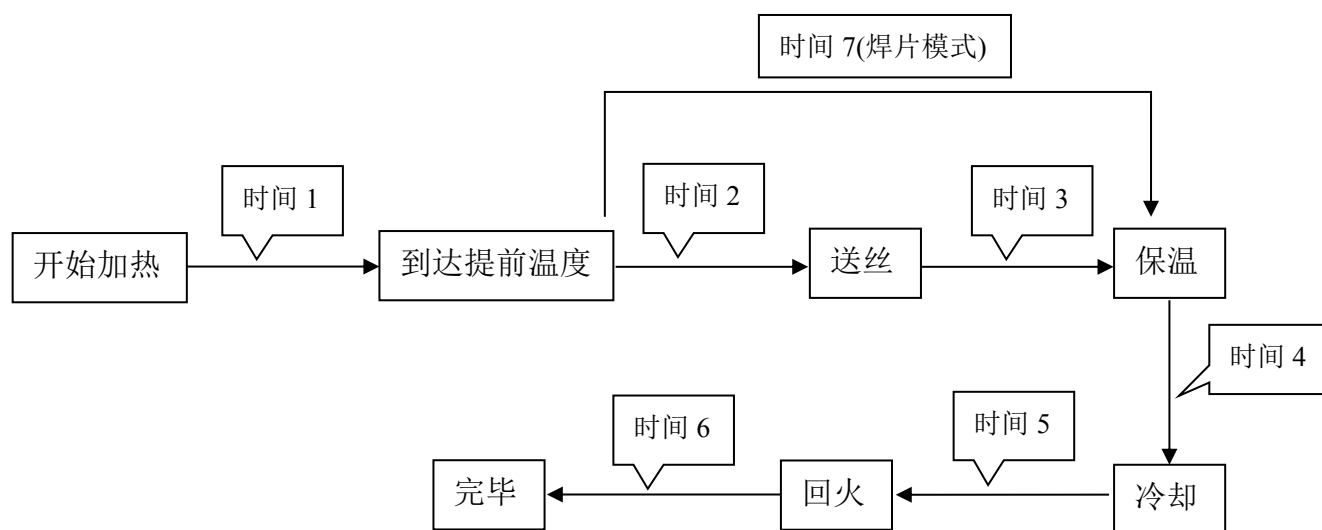 时间 7(焊片模式)
时间 1
时间 2
时间 3
开始加热
到达提前温度
送丝
保温
时间 4
时间 6
时间 5
完毕
回火
冷却